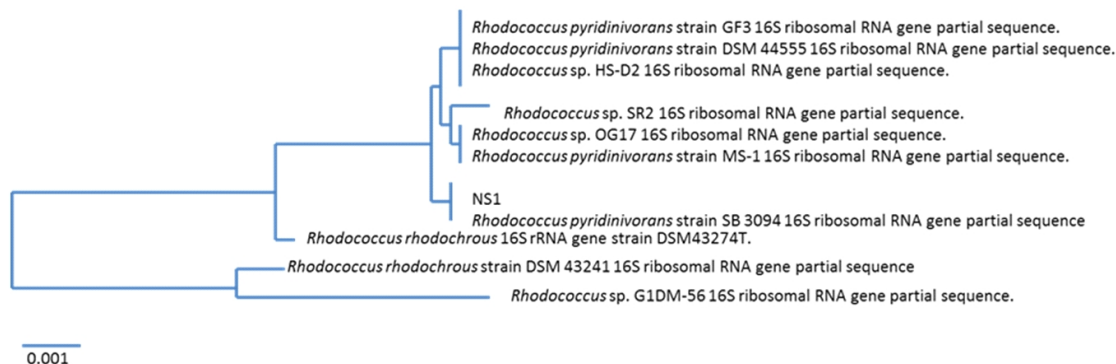 Rhodococcus pyridinivorans strain GF3 16S ribosomal RNA gene partial sequence.
Rhodococcus pyridinivorans strain DSM 44555 16S ribosomal RNA gene partial sequence.
Rhodococcus sp. HS-D2 16S ribosomal RNA gene partial sequence.
Rhodococcus sp. SR2 16S ribosomal RNA gene partial sequence.
Rhodococcus sp. OG17 16S ribosomal RNA gene partial sequence.
Rhodococcus pyridinivorans strain MS-1 16S ribosomal RNA gene partial sequence.
NS1
Rhodococcus pyridinivorans strain SB 3094 16S ribosomal RNA gene partial sequence
Rhodococcus rhodochrous 16S rRNA gene strain DSM43274T.
Rhodococcus rhodochrous strain DSM 43241 16S ribosomal RNA gene partial sequence
Rhodococcus sp. G1DM-56 16S ribosomal RNA gene partial sequence.
0.001